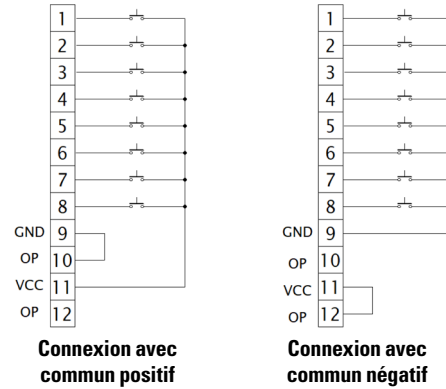 1
2
3
4
5
6
7
8
GND 9
OP 10
VCC 11
OP 12
Connexion avec
commun positif
1
2
3
4
5
6
7
8
GND 9
OP 10
VCC 11
OP 12
Connexion avec
commun négatif